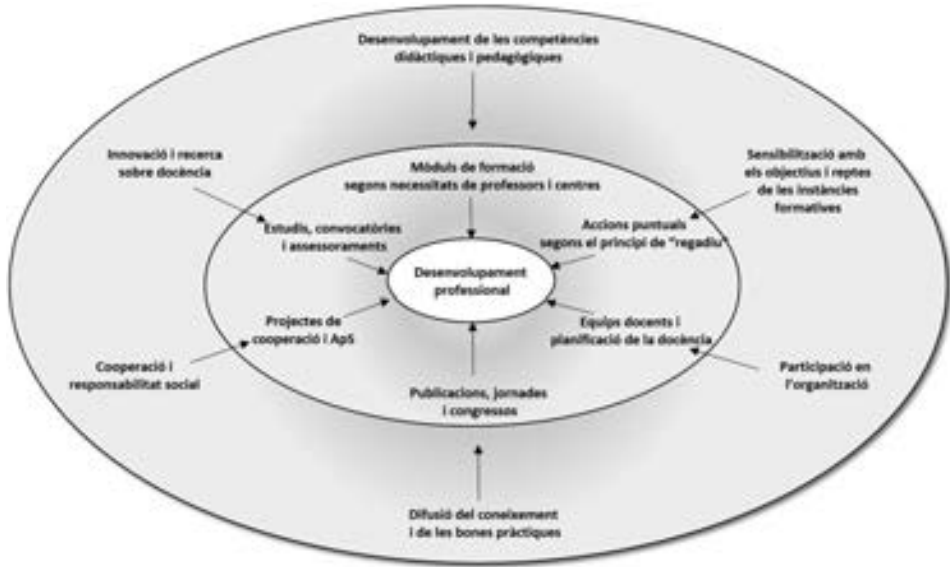 Desenvolupament de les competències
didàctiques i pedagògiques
Innovació i recerca
sobre docència
Mòduls de formació
segons necessitats de professors i centres
Sensibilització amb
els objectius i reptes
de les instàncies
formatives
Estudis, convocatòries
i assessoraments
Accions puntuals
segons el principi de "regadiu"
Desenvolupament
professional
Projectes de
cooperació i ApS
Equips docents i
planificació de la docència
Cooperació i
responsabilitat social
Participació en
l'organització
Publicacions, jornades
i congressos
Difusió del coneixement
i de les bones pràctiques